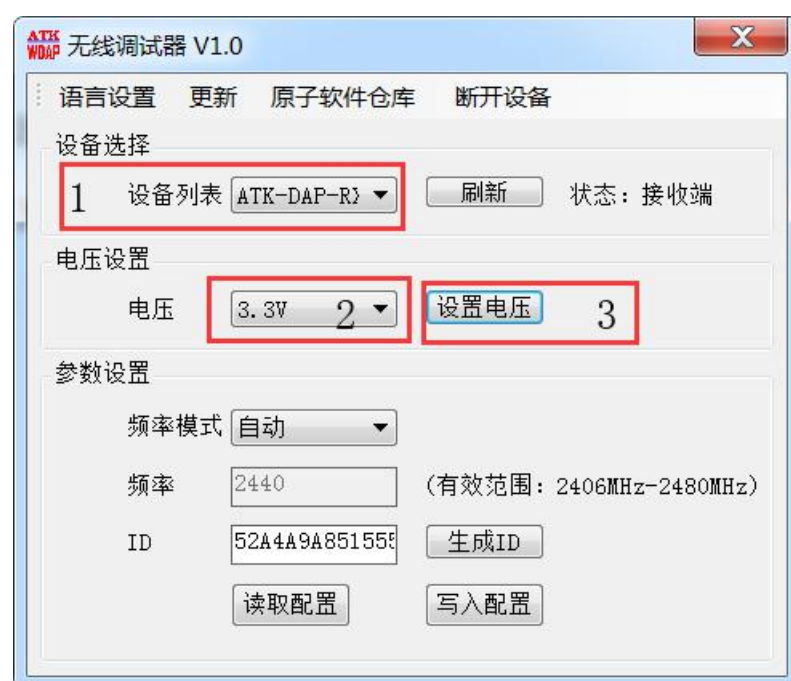 ATK
WDAP 无线调试器 V1.0 X
语言设置 更新 原子软件仓库 断开设备
设备选择
1 设备列表 ATK-DAP-RX 刷新 状态：接收端
电压设置
电压 3.3V 2 设置电压 3
参数设置
频率模式 自动
频率 2440 (有效范围：2406MHz-2480MHz)
ID 52A4A9A851555 生成ID
读取配置 写入配置